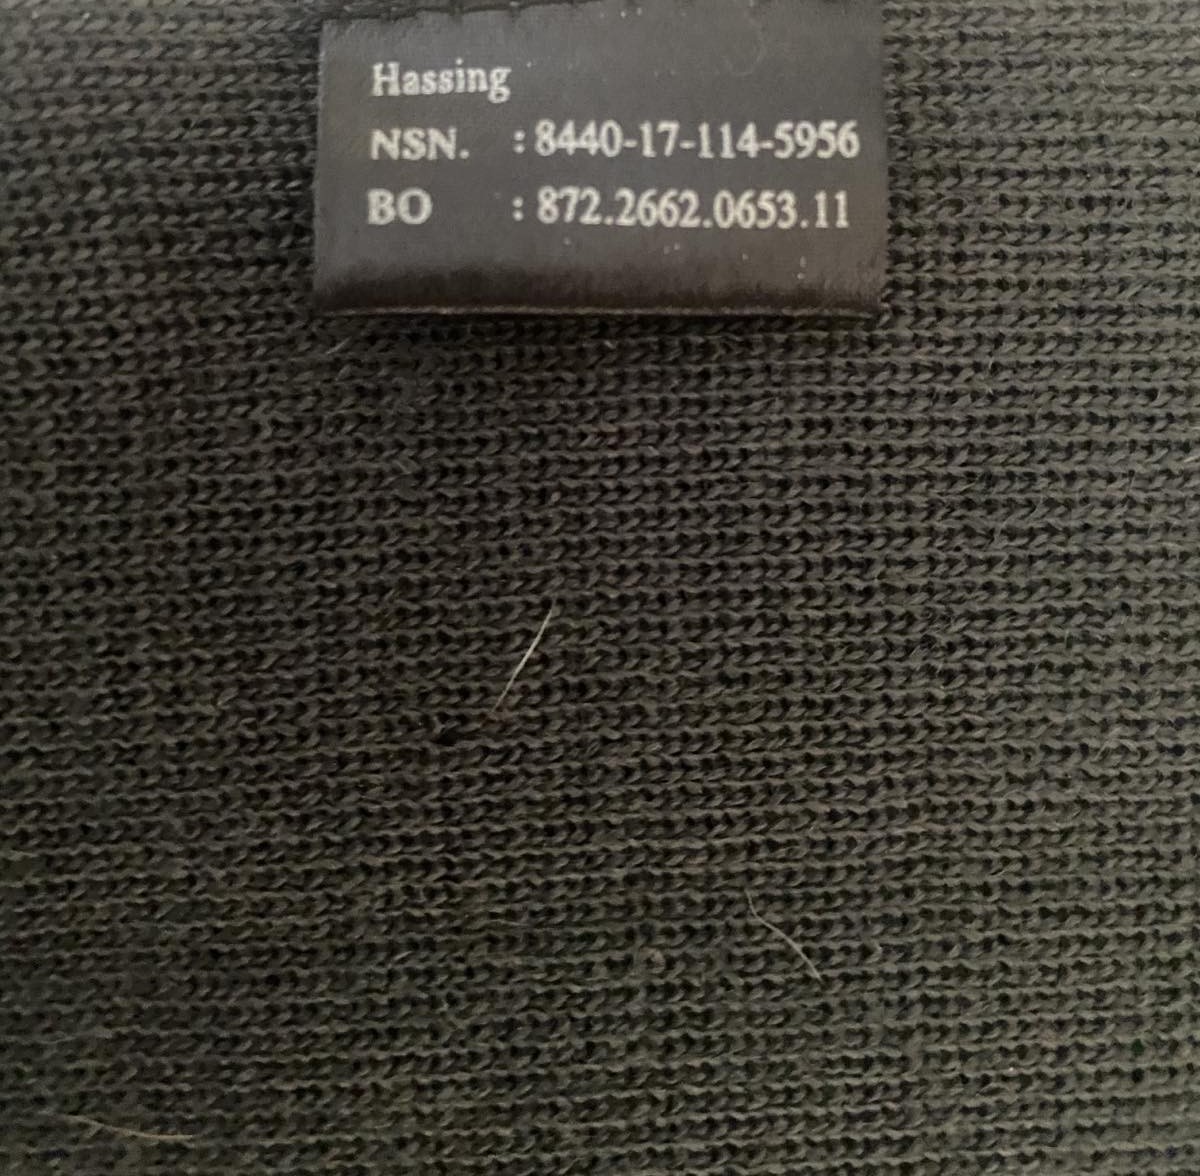 Hassing
NSN. : 8440-17-114-5956
BO : 872.2662.0653.11